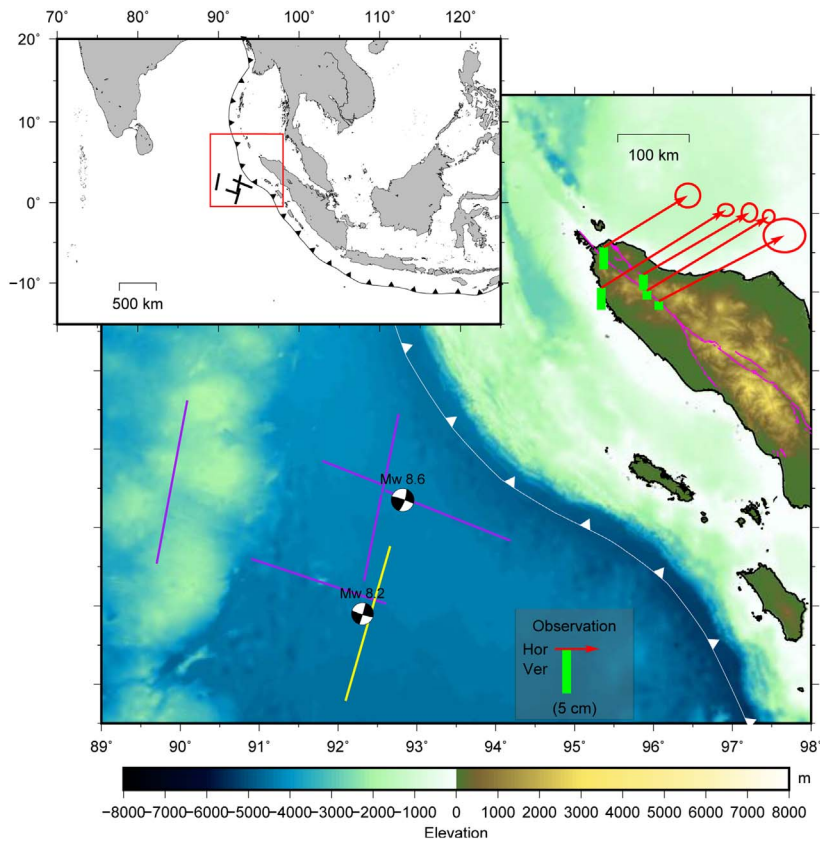 70° 80° 90° 100° 110° 120°
20°
10°
0°
−10°
500 km
100 km
Mw 8.6
Mw 8.2
Observation
Hor
Ver
(5 cm)
89° 90° 91° 92° 93° 94° 95° 96° 97° 98°
m
−8000−7000−6000−5000−4000−3000−2000−1000 0 1000 2000 3000 4000 5000 6000 7000 8000
Elevation